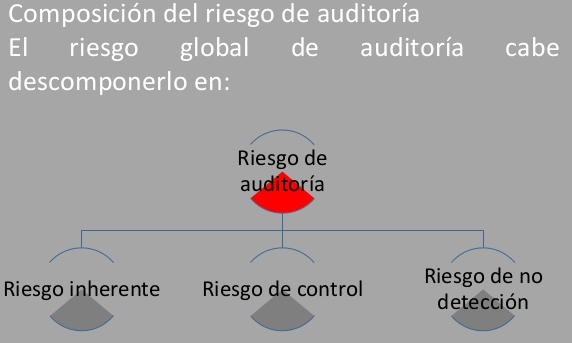 Composición del riesgo de auditoría
El riesgo global de auditoría cabe
descomponerlo en:
Riesgo de
auditoría
Riesgo inherente
Riesgo de control
Riesgo de no
detección